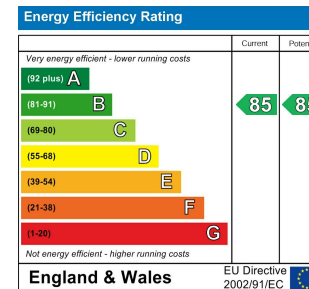 Energy Efficiency Rating
Current
Very energy efficient - lower running costs
(92 plus) A
(81-91) B
85
(69-80) C
(55-68) D
(39-54) E
(21-38) F
(1-20) G
Not energy efficient - higher running costs
England & Wales
EU Directive
2002/91/EC